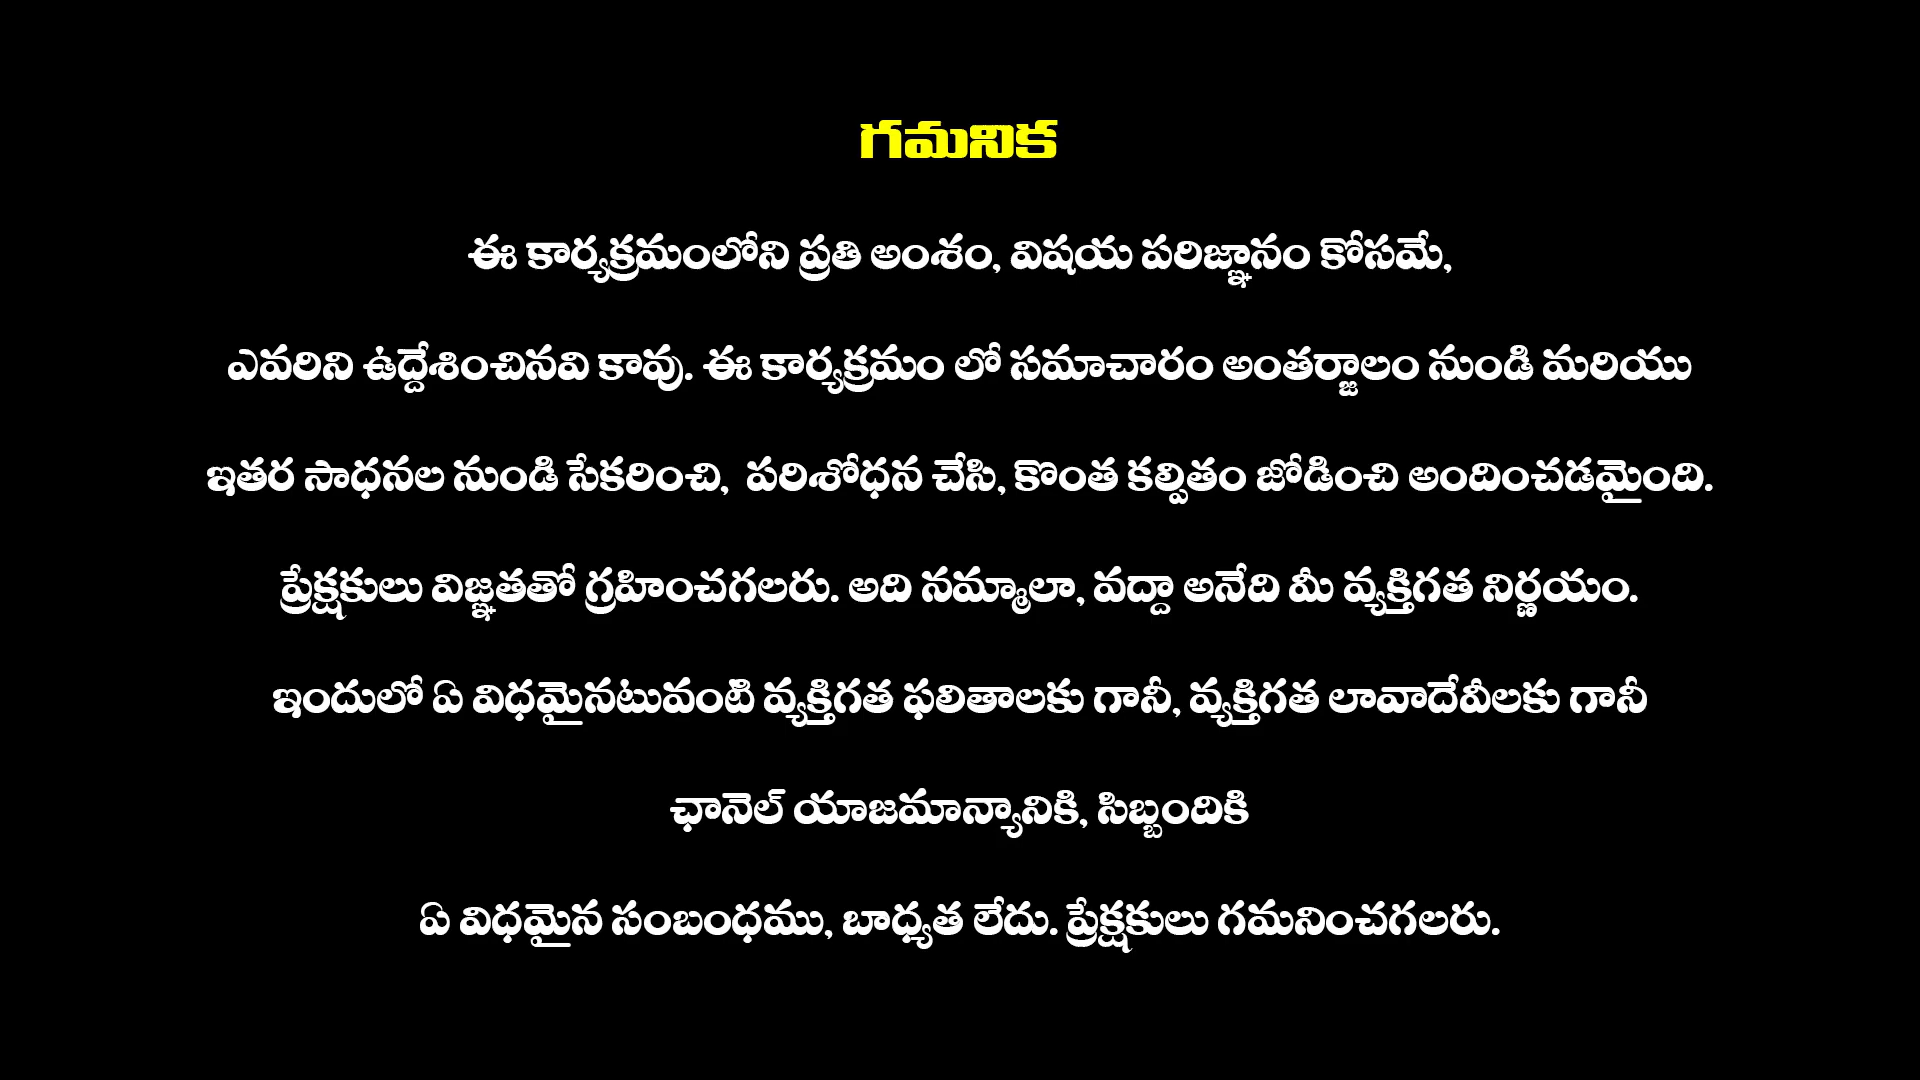 గమనిక
ఈ కార్యక్రమంలోని ప్రతి అంశం, విషయ పరిజ్ఞానం కోసమే,
ఎవరిని ఉద్దేశించినవి కావు. ఈ కార్యక్రమం లో సమాచారం అంతర్జాలం నుండి మరియు
ఇతర సాధనల నుండి సేకరించి, పరిశోధన చేసి, కొంత కల్పితం జోడించి అందించడమైంది.
ప్రేక్షకులు విజ్ఞతతో గ్రహించగలరు. అది నమ్మాలా, వద్దా అనేది మీ వ్యక్తిగత నిర్ణయం.
ఇందులో ఏ విధమైనటువంటి వ్యక్తిగత ఫలితాలకు గానీ, వ్యక్తిగత లావాదేవీలకు గానీ
ఛానెల్ యాజమాన్యానికి, సిబ్బందికి
ఏ విధమైన సంబంధము, బాధ్యత లేదు. ప్రేక్షకులు గమనించగలరు.